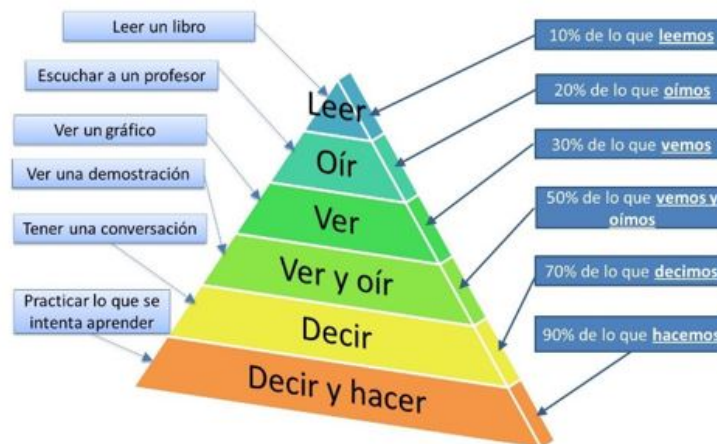 Leer un libro
Escuchar a un profesor
Ver un gráfico
Ver una demostración
Tener una conversación
Practicar lo que se
intenta aprender
Leer
Oír
Ver
Ver y oír
Decir
Decir y hacer
10% de lo que leemos
20% de lo que oímos
30% de lo que vemos
50% de lo que vemos y
oímos
70% de lo que decimos
90% de lo que hacemos